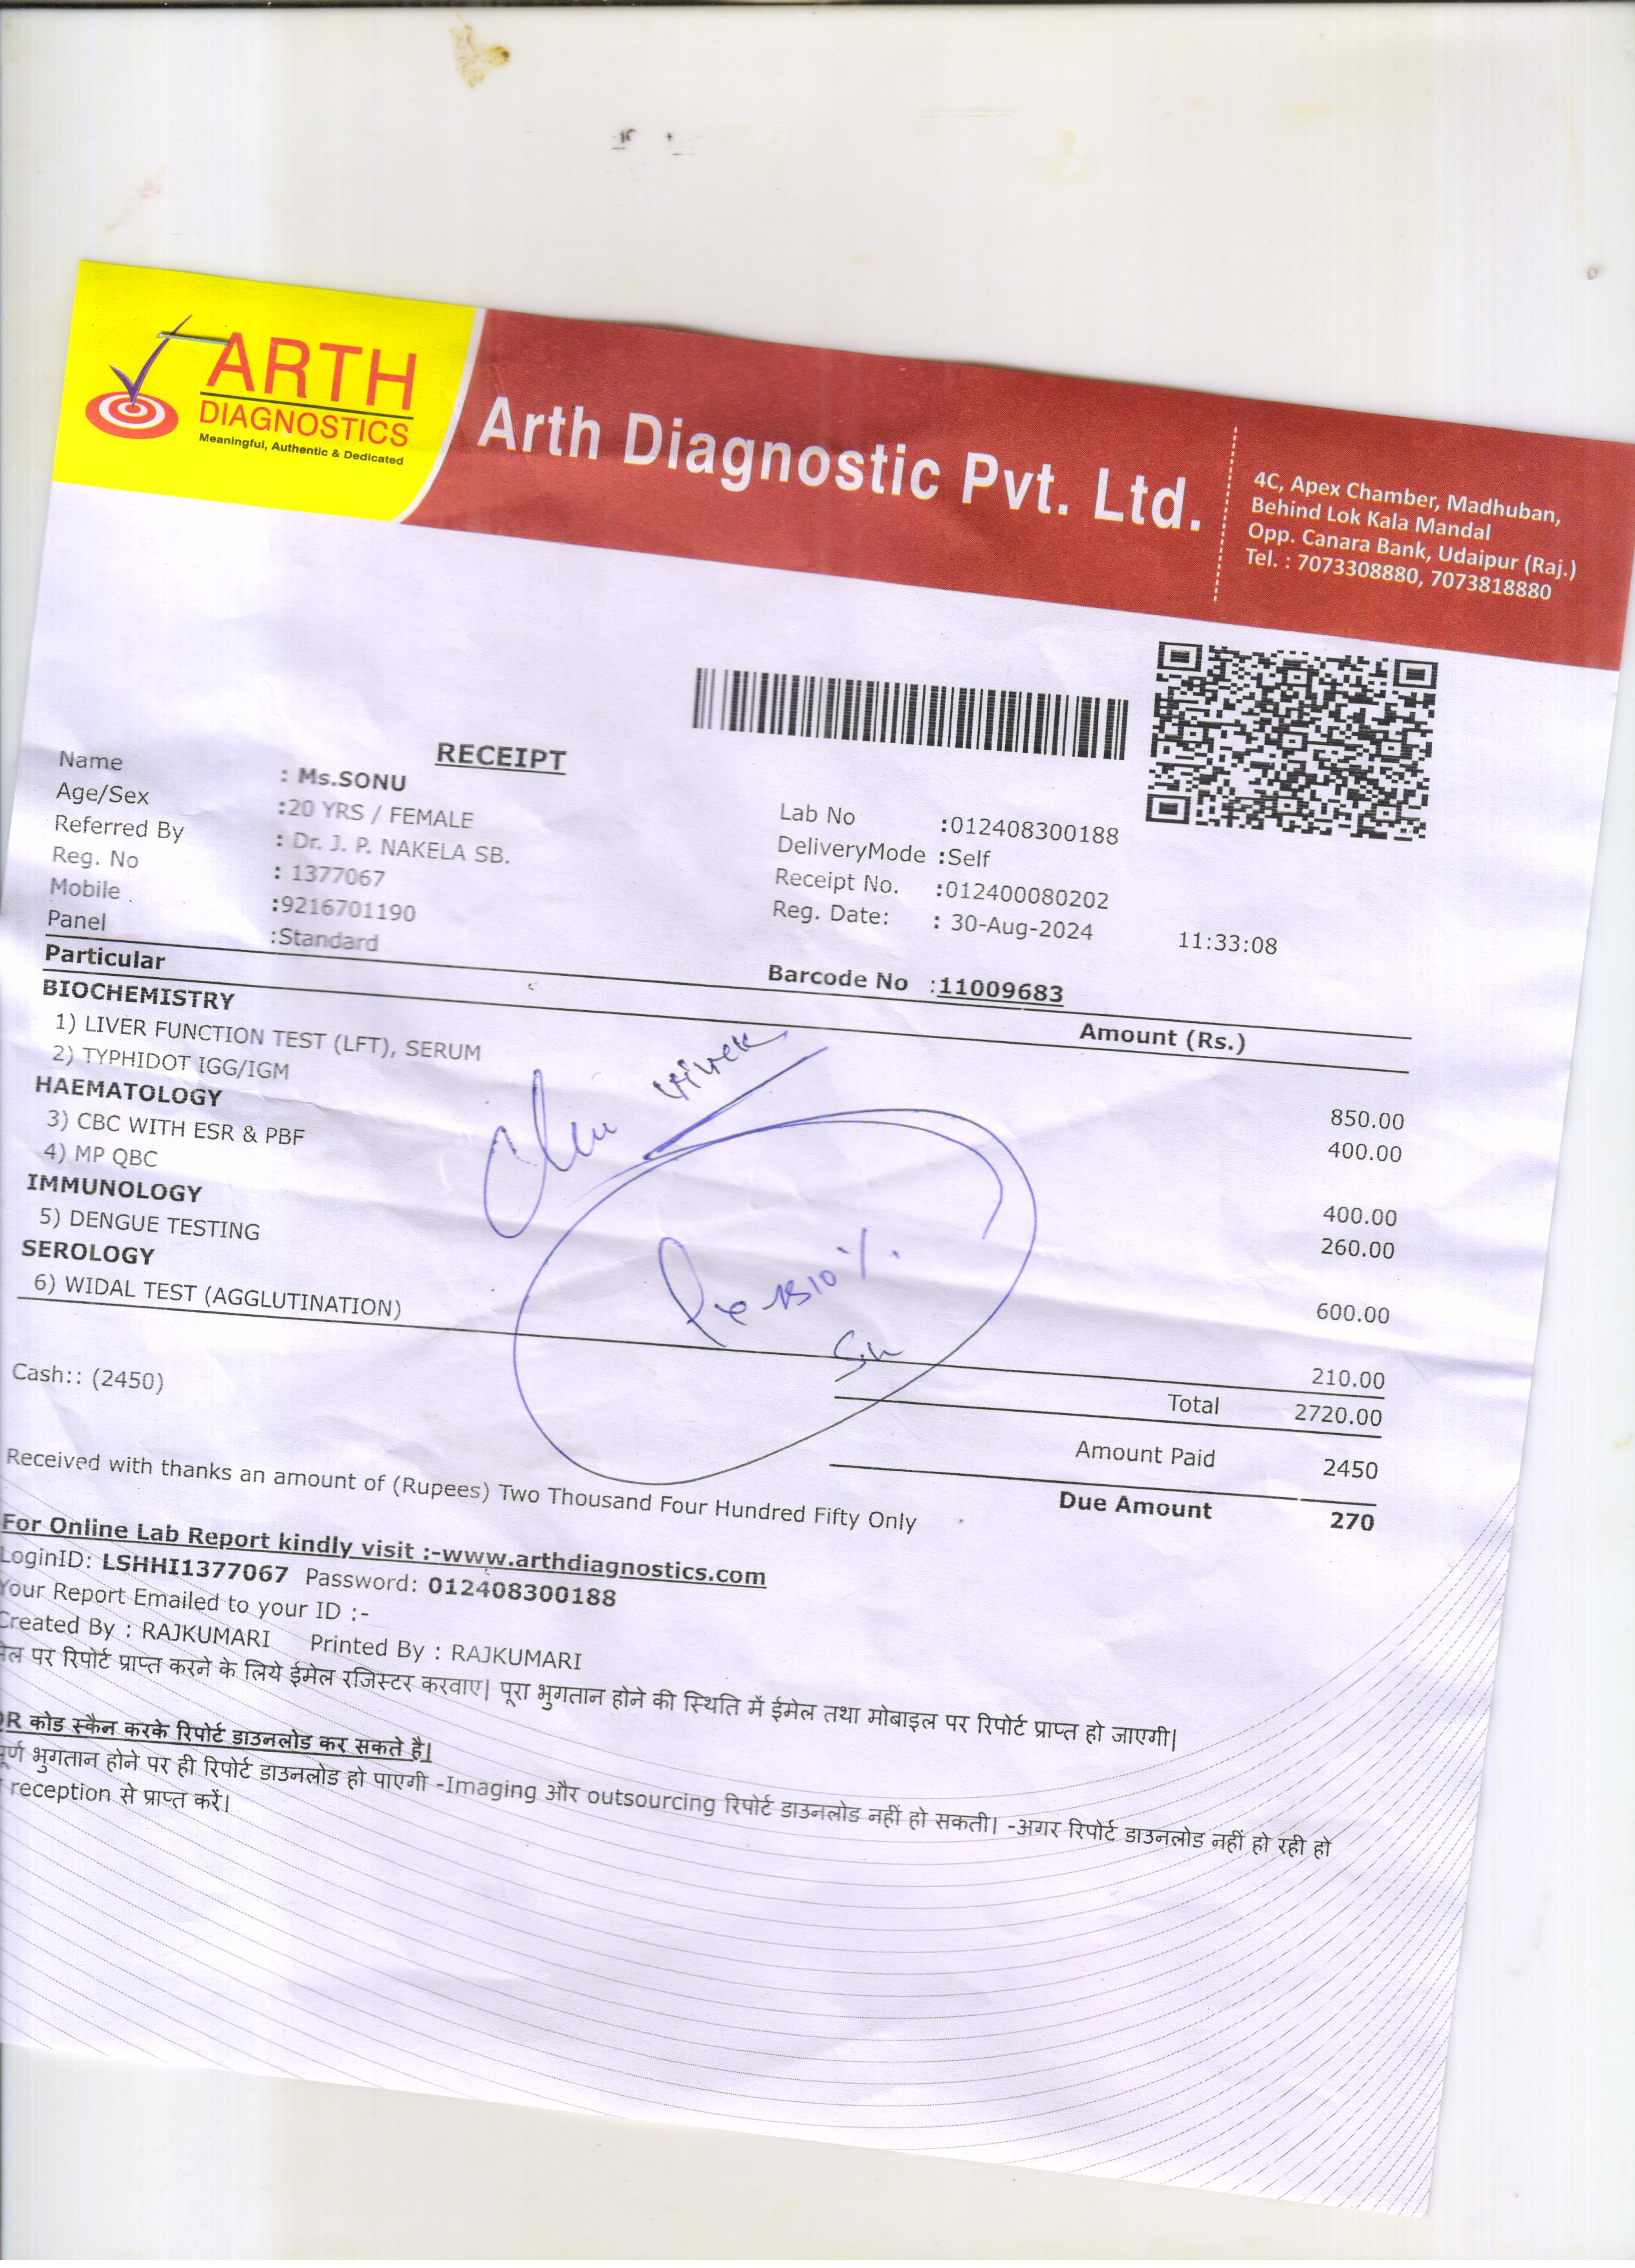 ARTH
DIAGNOSTICS
Meaningful, Authentic & Dedicated
Arth Diagnostic Pvt. Ltd.
4C, Apex Chamber, Madhuban,
Behind Lok Kala Mandal
Opp. Canara Bank, Udaipur (Raj.)
Tel. : 7073308880, 7073818880
RECEIPT
Name : Ms.SONU
Age/Sex :20 YRS / FEMALE
Referred By : Dr. J. P. NAKELA SB.
Reg. No : 1377067
Mobile :9216701190
Panel :Standard
Lab No :012408300188
DeliveryMode :Self
Receipt No. :012400080202
Reg. Date: : 30-Aug-2024 11:33:08
Barcode No :11009683
Particular Amount (Rs.)
BIOCHEMISTRY
1) LIVER FUNCTION TEST (LFT), SERUM 850.00
2) TYPHIDOT IGG/IGM 400.00
HAEMATOLOGY
3) CBC WITH ESR & PBF 400.00
4) MP QBC 260.00
IMMUNOLOGY
5) DENGUE TESTING 600.00
SEROLOGY
6) WIDAL TEST (AGGLUTINATION) 210.00
Total 2720.00
Cash:: (2450)
Amount Paid 2450
Due Amount 270
Received with thanks an amount of (Rupees) Two Thousand Four Hundred Fifty Only
For Online Lab Report kindly visit :-www.arthdiagnostics.com
LoginID: LSHHI1377067 Password: 012408300188
Your Report Emailed to your ID :-
Created By : RAJKUMARI Printed By : RAJKUMARI
पर रिपोर्ट प्राप्त करने के लिये ईमेल रजिस्टर करवाए| पूरा भुगतान होने की स्थिति में ईमेल तथा मोबाइल पर रिपोर्ट प्राप्त हो जाएगी|
कोड स्कैन करके रिपोर्ट डाउनलोड कर सकते है|
भुगतान होने पर ही रिपोर्ट डाउनलोड हो पाएगी -Imaging और outsourcing रिपोर्ट डाउनलोड नहीं हो सकती| -अगर रिपोर्ट डाउनलोड नहीं हो रही हो
reception से प्राप्त करें|